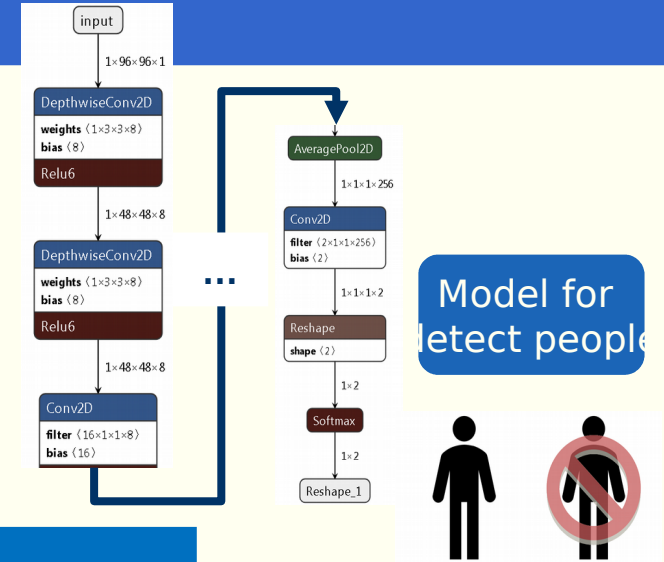 input
1×96×96×1
DepthwiseConv2D
weights ⟨1×3×3×8⟩
bias ⟨8⟩
Relu6
1×48×48×8
DepthwiseConv2D
weights ⟨1×3×3×8⟩
bias ⟨8⟩
Relu6
1×48×48×8
Conv2D
filter ⟨16×1×1×8⟩
bias ⟨16⟩
...
AveragePool2D
1×1×1×256
Conv2D
filter ⟨2×1×1×256⟩
bias ⟨2⟩
1×1×1×2
Reshape
shape ⟨2⟩
1×2
Softmax
1×2
Reshape_1
Model for
detect people